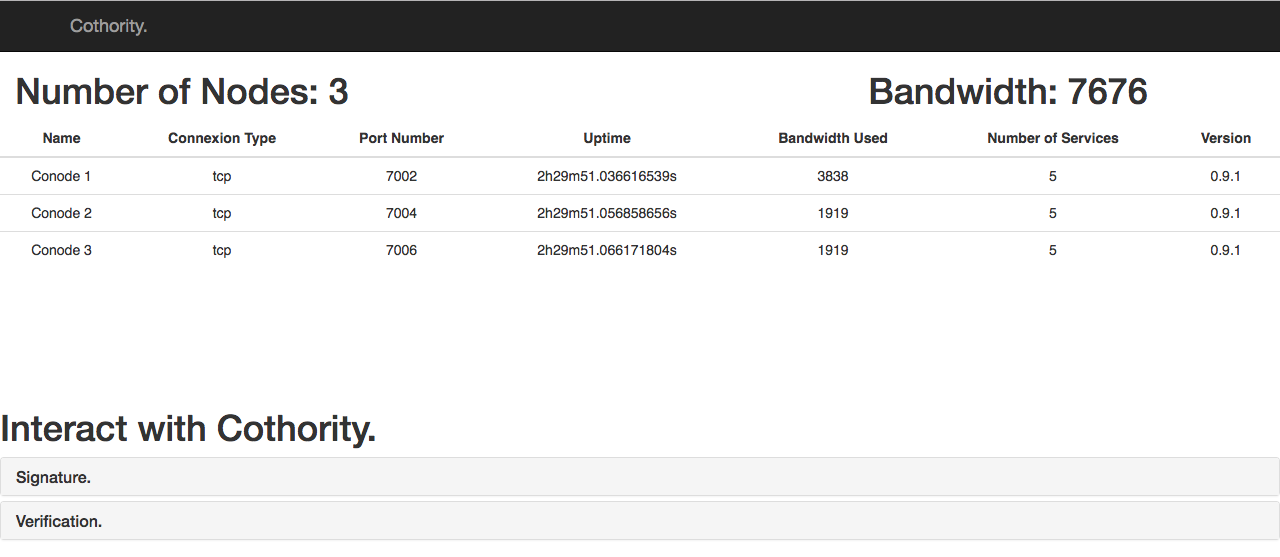 Cothority.
Number of Nodes: 3 Bandwidth: 7676
Name Connexion Type Port Number Uptime Bandwidth Used Number of Services Version
Conode 1 tcp 7002 2h29m51.036616539s 3838 5 0.9.1
Conode 2 tcp 7004 2h29m51.056858656s 1919 5 0.9.1
Conode 3 tcp 7006 2h29m51.066171804s 1919 5 0.9.1
Interact with Cothority.
Signature.
Verification.